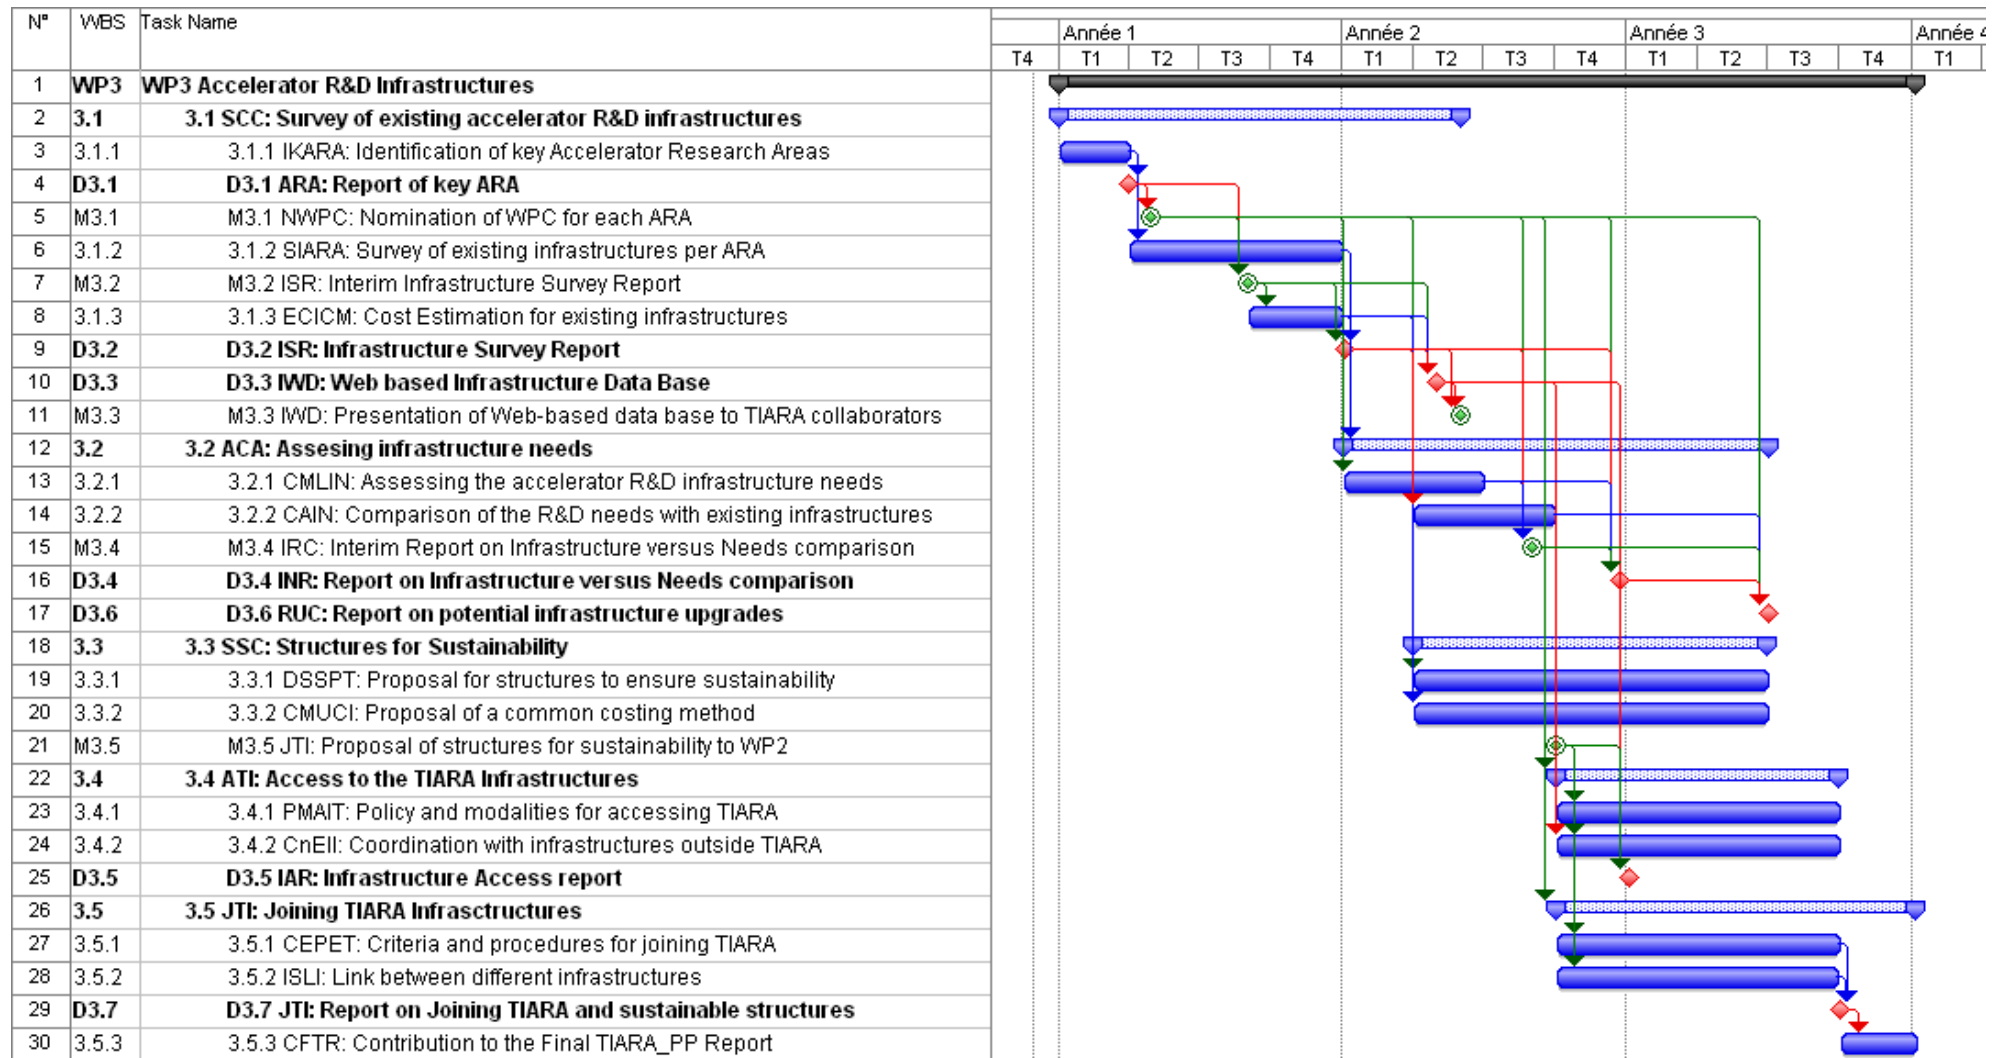 N° WBS Task Name
Année 1 Année 2 Année 3 Année 4
T4 T1 T2 T3 T4 T1 T2 T3 T4 T1 T2 T3 T4 T1
1 WP3 WP3 Accelerator R&D Infrastructures
2 3.1 3.1 SCC: Survey of existing accelerator R&D infrastructures
3 3.1.1 3.1.1 IKARA: Identification of key Accelerator Research Areas
4 D3.1 D3.1 ARA: Report of key ARA
5 M3.1 M3.1 NWPC: Nomination of WPC for each ARA
6 3.1.2 3.1.2 SIARA: Survey of existing infrastructures per ARA
7 M3.2 M3.2 ISR: Interim Infrastructure Survey Report
8 3.1.3 3.1.3 ECICM: Cost Estimation for existing infrastructures
9 D3.2 D3.2 ISR: Infrastructure Survey Report
10 D3.3 D3.3 IWD: Web based Infrastructure Data Base
11 M3.3 M3.3 IWD: Presentation of Web-based data base to TIARA collaborators
12 3.2 3.2 ACA: Assesing infrastructure needs
13 3.2.1 3.2.1 CMLIN: Assessing the accelerator R&D infrastructure needs
14 3.2.2 3.2.2 CAIN: Comparison of the R&D needs with existing infrastructures
15 M3.4 M3.4 IRC: Interim Report on Infrastructure versus Needs comparison
16 D3.4 D3.4 INR: Report on Infrastructure versus Needs comparison
17 D3.6 D3.6 RUC: Report on potential infrastructure upgrades
18 3.3 3.3 SSC: Structures for Sustainability
19 3.3.1 3.3.1 DSSPT: Proposal for structures to ensure sustainability
20 3.3.2 3.3.2 CMUCI: Proposal of a common costing method
21 M3.5 M3.5 JTI: Proposal of structures for sustainability to WP2
22 3.4 3.4 ATI: Access to the TIARA Infrastructures
23 3.4.1 3.4.1 PMAIT: Policy and modalities for accessing TIARA
24 3.4.2 3.4.2 CnEII: Coordination with infrastructures outside TIARA
25 D3.5 D3.5 IAR: Infrastructure Access report
26 3.5 3.5 JTI: Joining TIARA Infrasctructures
27 3.5.1 3.5.1 CEPET: Criteria and procedures for joining TIARA
28 3.5.2 3.5.2 ISLI: Link between different infrastructures
29 D3.7 D3.7 JTI: Report on Joining TIARA and sustainable structures
30 3.5.3 3.5.3 CFTR: Contribution to the Final TIARA_PP Report